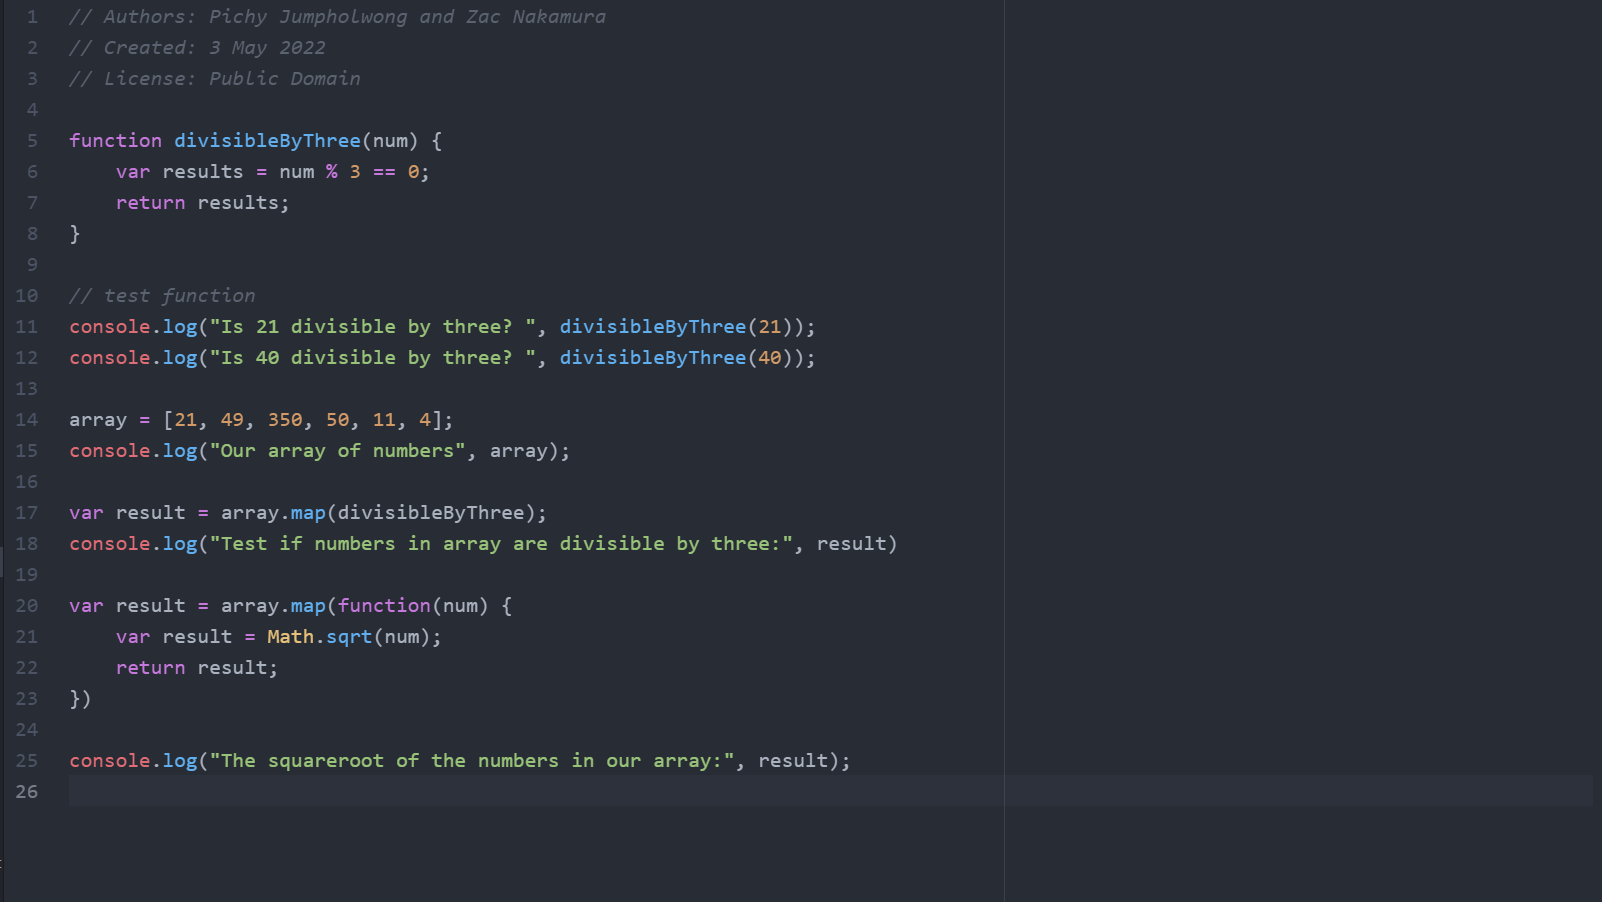 1 // Authors: Pichy Jumpholwong and Zac Nakamura
2 // Created: 3 May 2022
3 // License: Public Domain
4
5 function divisibleByThree(num) {
6     var results = num % 3 == 0;
7     return results;
8 }
9
10 // test function
11 console.log("Is 21 divisible by three? ", divisibleByThree(21));
12 console.log("Is 40 divisible by three? ", divisibleByThree(40));
13
14 array = [21, 49, 350, 50, 11, 4];
15 console.log("Our array of numbers", array);
16
17 var result = array.map(divisibleByThree);
18 console.log("Test if numbers in array are divisible by three:", result)
19
20 var result = array.map(function(num) {
21     var result = Math.sqrt(num);
22     return result;
23 })
24
25 console.log("The squareroot of the numbers in our array:", result);
26